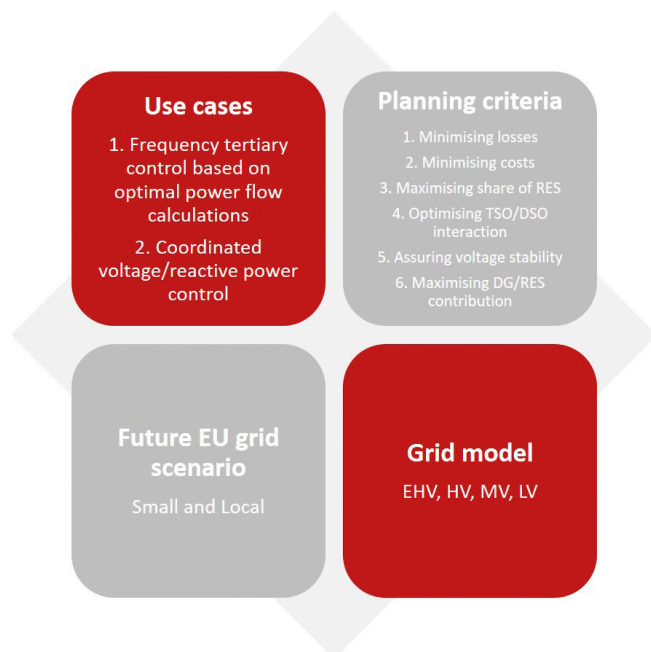 Use cases
1. Frequency tertiary
control based on
optimal power flow
calculations
2. Coordinated
voltage/reactive power
control
Planning criteria
1. Minimising losses
2. Minimising costs
3. Maximising share of RES
4. Optimising TSO/DSO
interaction
5. Assuring voltage stability
6. Maximising DG/RES
contribution
Future EU grid
scenario
Small and Local
Grid model
EHV, HV, MV, LV